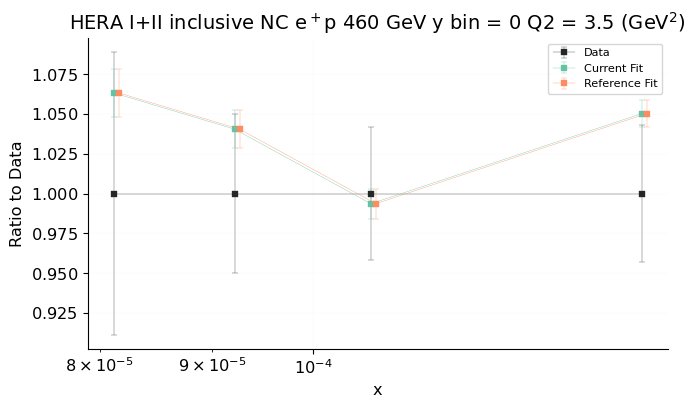 HERA I+II inclusive NC e⁺p 460 GeV y bin = 0 Q2 = 3.5 (GeV²)
Data
Current Fit
Reference Fit
Ratio to Data
1.075
1.050
1.025
1.000
0.975
0.950
0.925
8 × 10⁻⁵
9 × 10⁻⁵
10⁻⁴
x